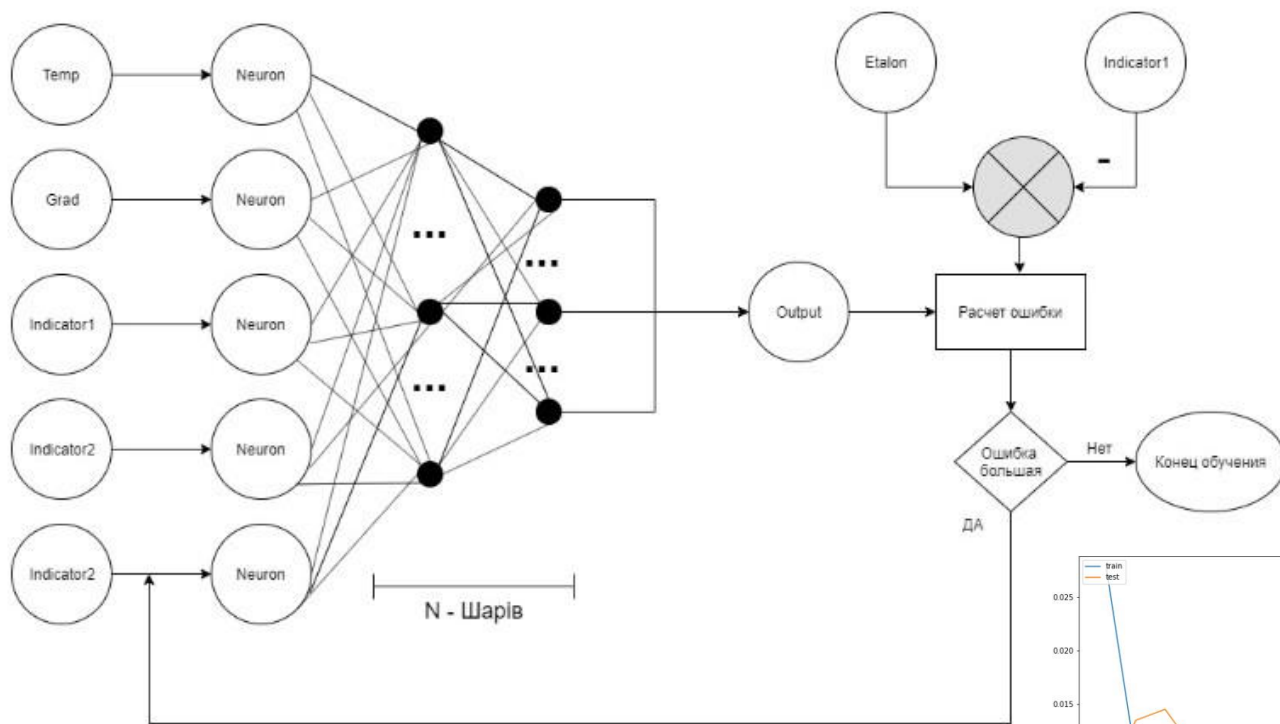 Temp
Neuron
Etalon
Indicator1
-
Grad
Neuron
...
...
Indicator1
Neuron
Output
Расчет ошибки
...
...
Indicator2
Neuron
Ошибка
большая
Нет
Конец обучения
ДА
Indicator2
Neuron
N - Шарів
train
test
0.025
0.020
0.015